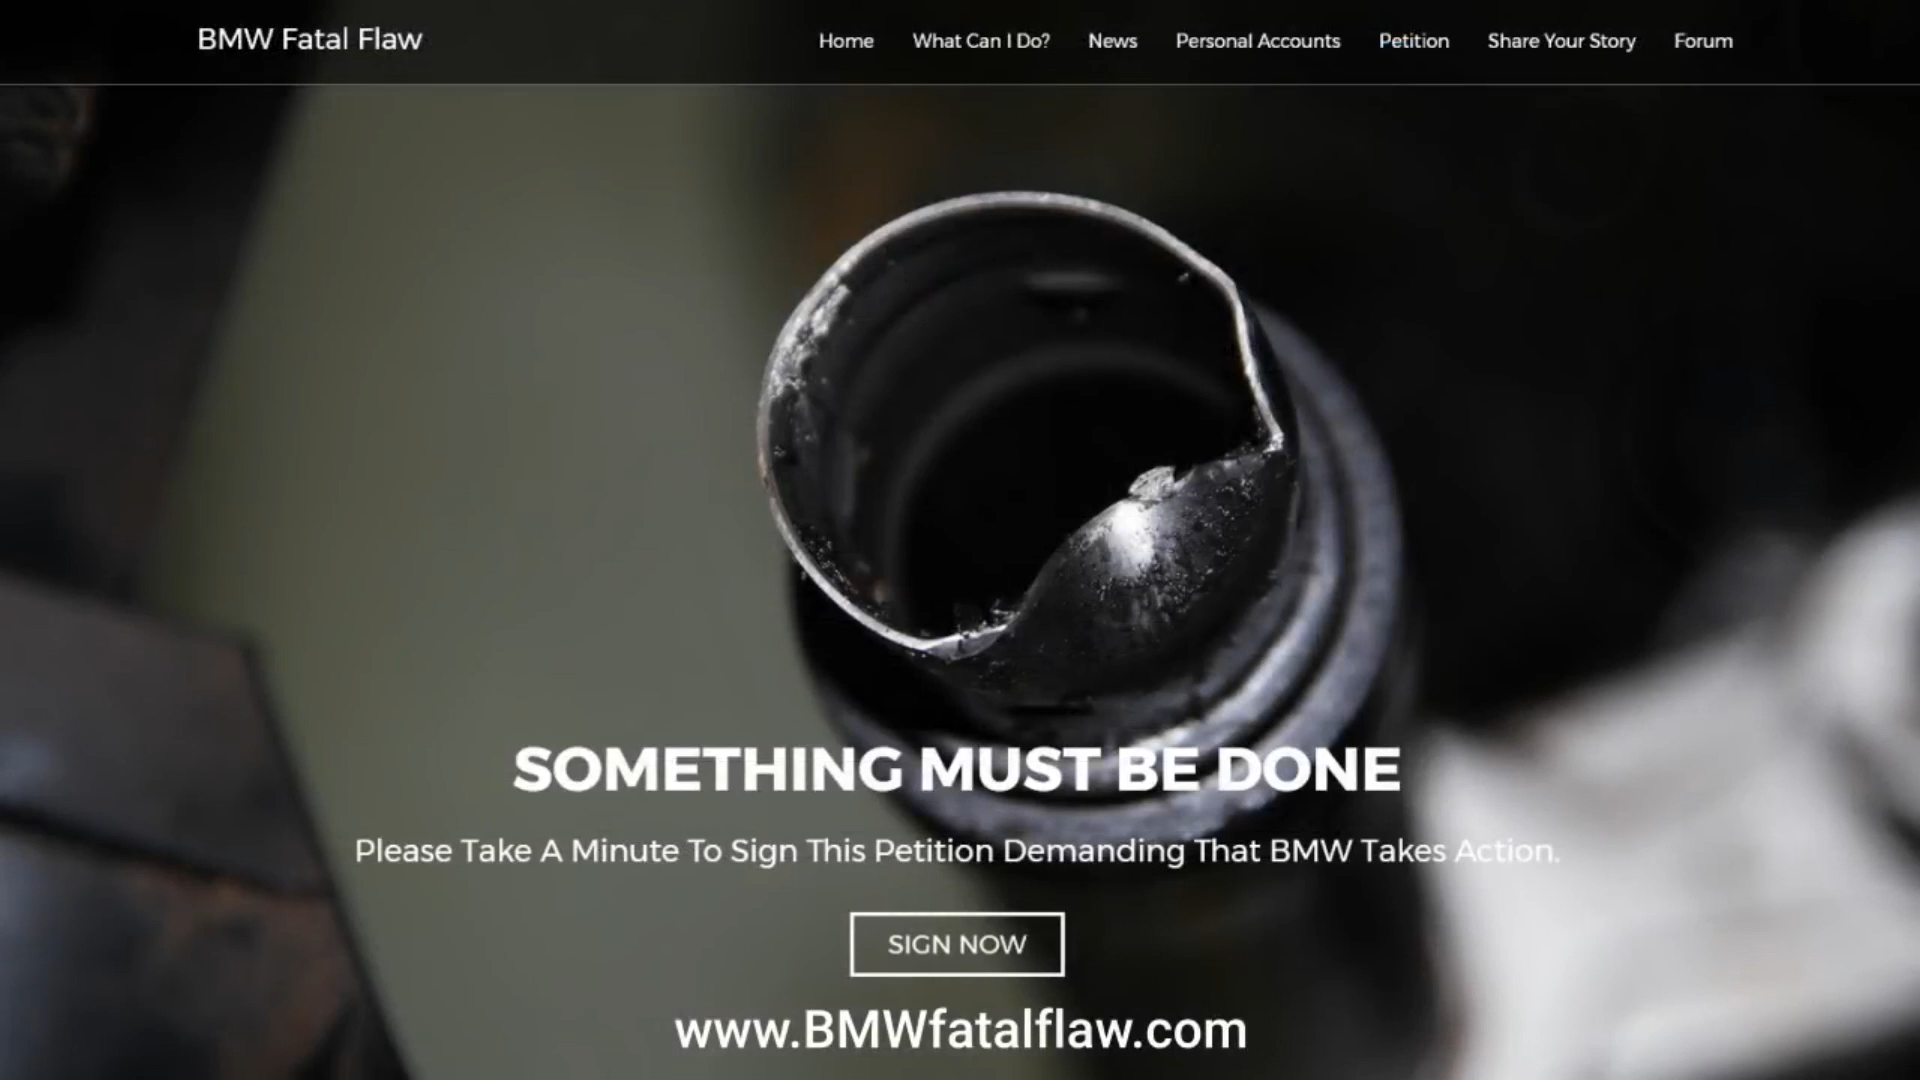 BMW Fatal Flaw
Home What Can I Do? News Personal Accounts Petition Share Your Story Forum
SOMETHING MUST BE DONE
Please Take A Minute To Sign This Petition Demanding That BMW Takes Action.
SIGN NOW
www.BMWfatalflaw.com